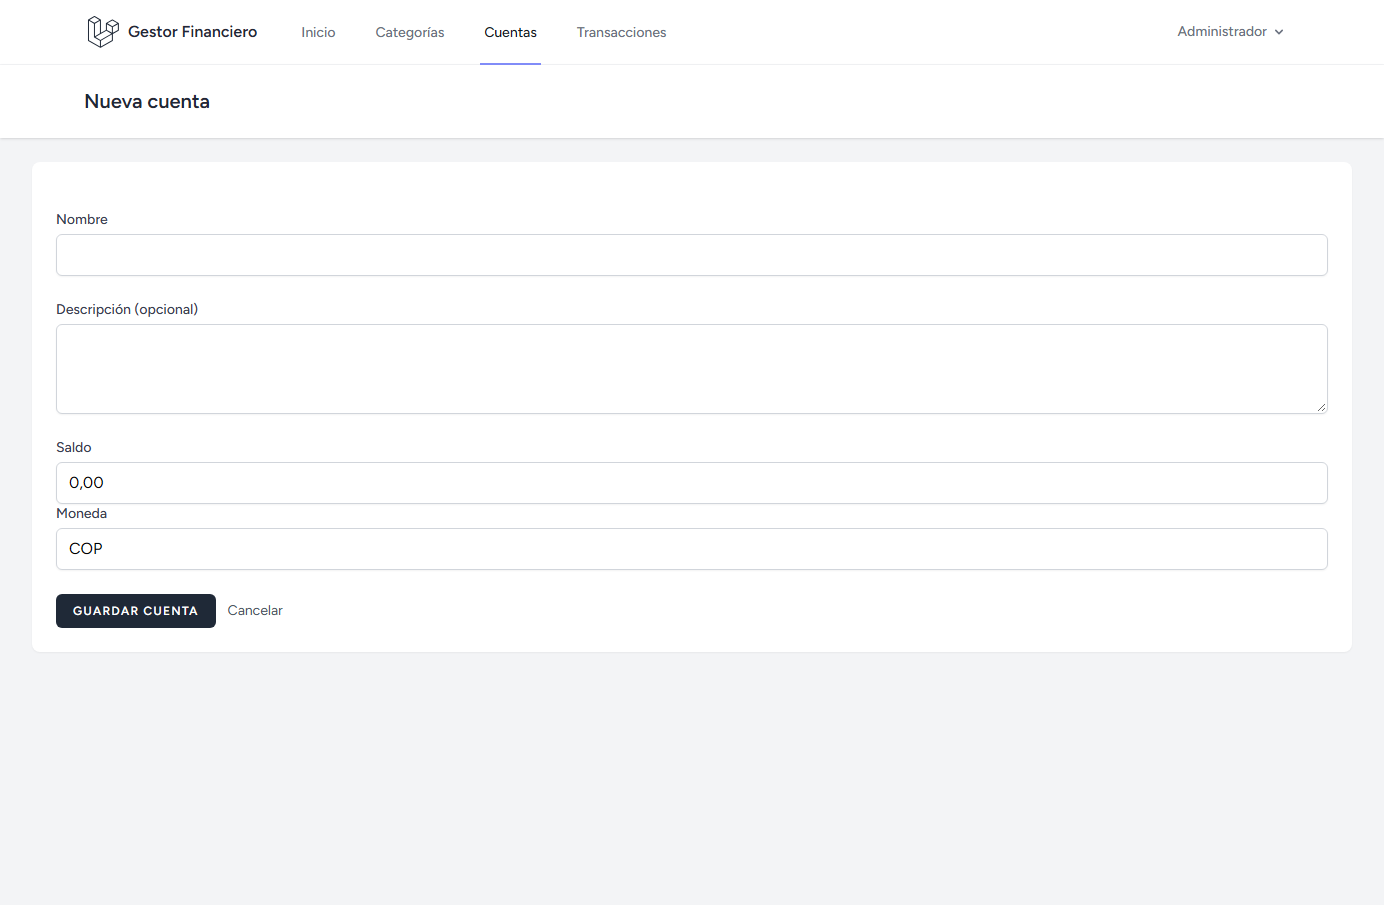 Gestor Financiero
Inicio
Categorías
Cuentas
Transacciones
Administrador
Nueva cuenta
Nombre
Descripción (opcional)
Saldo
0,00
Moneda
COP
GUARDAR CUENTA
Cancelar